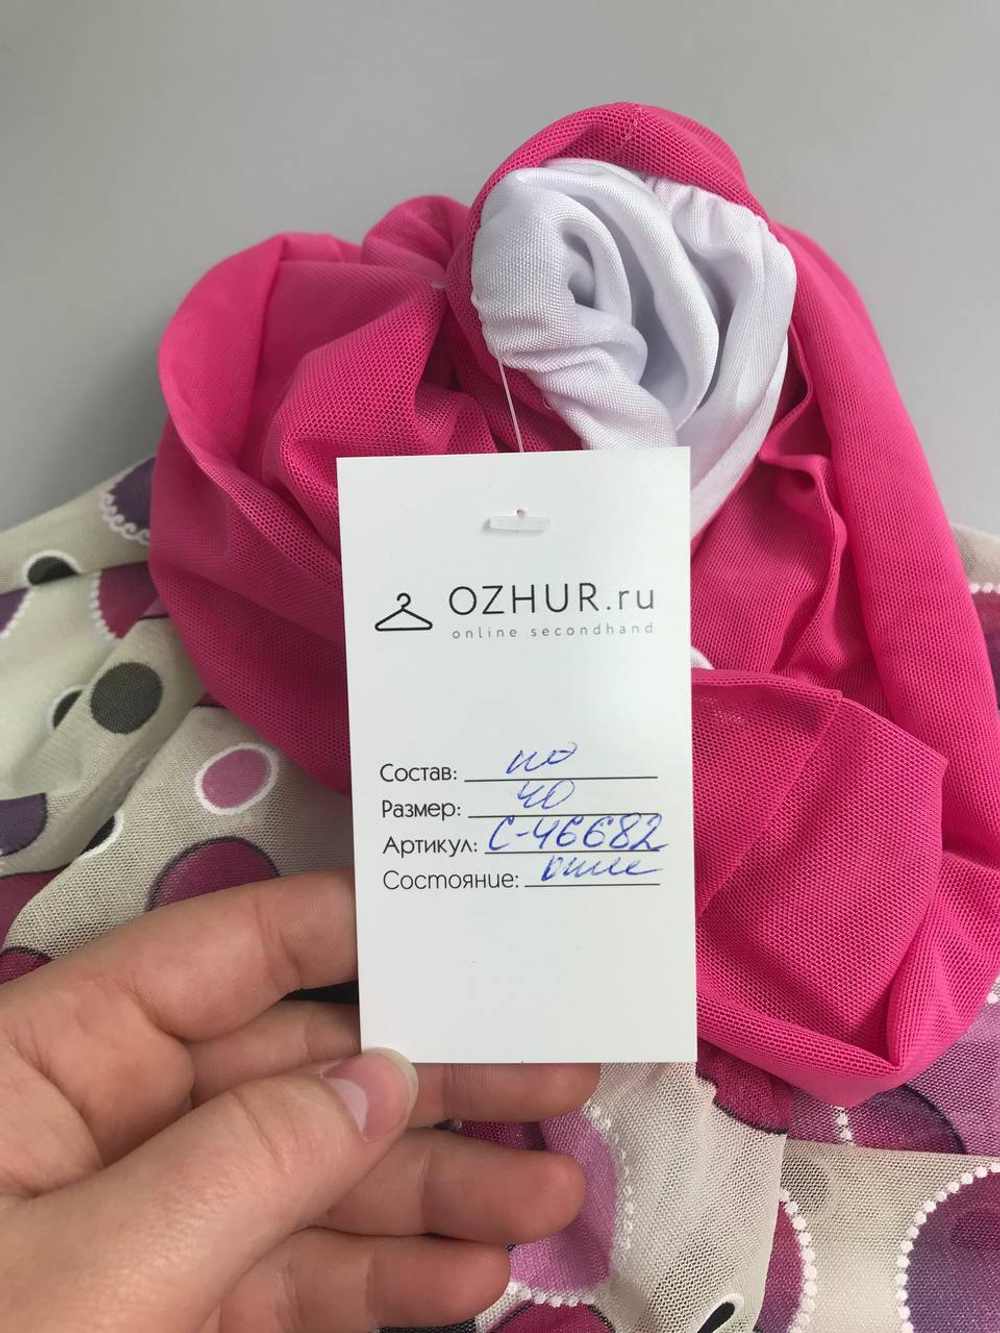 OZHUR.ru
online secondhand
Состав: по
Размер: 40
Артикул: С-46682
Состояние: